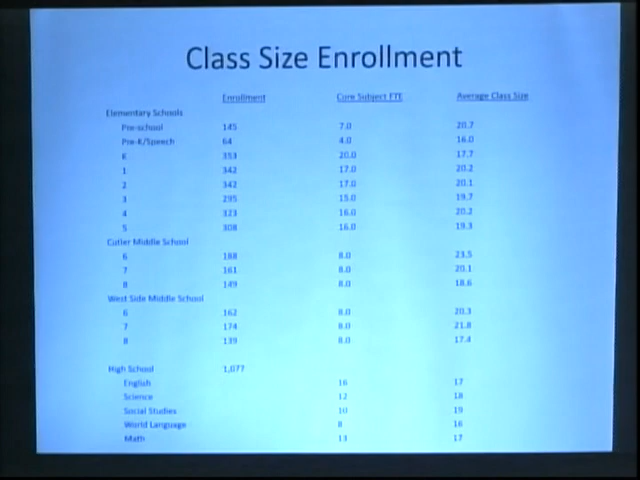 Class Size Enrollment
Enrollment Core Subject FTE Average Class Size
Elementary Schools
Pre-school 145 7.0 20.7
Pre-K/Speech 64 4.0 16.0
K 353 20.0 17.7
1 342 17.0 20.2
2 342 17.0 20.1
3 295 15.0 19.7
4 323 16.0 20.2
5 308 16.0 19.3
Cutler Middle School
6 188 8.0 23.5
7 161 8.0 20.1
8 149 8.0 18.6
West Side Middle School
6 162 8.0 20.3
7 174 8.0 21.8
8 139 8.0 17.4
High School 1,077
English 16 17
Science 12 18
Social Studies 10 19
World Language 8 16
Math 13 17